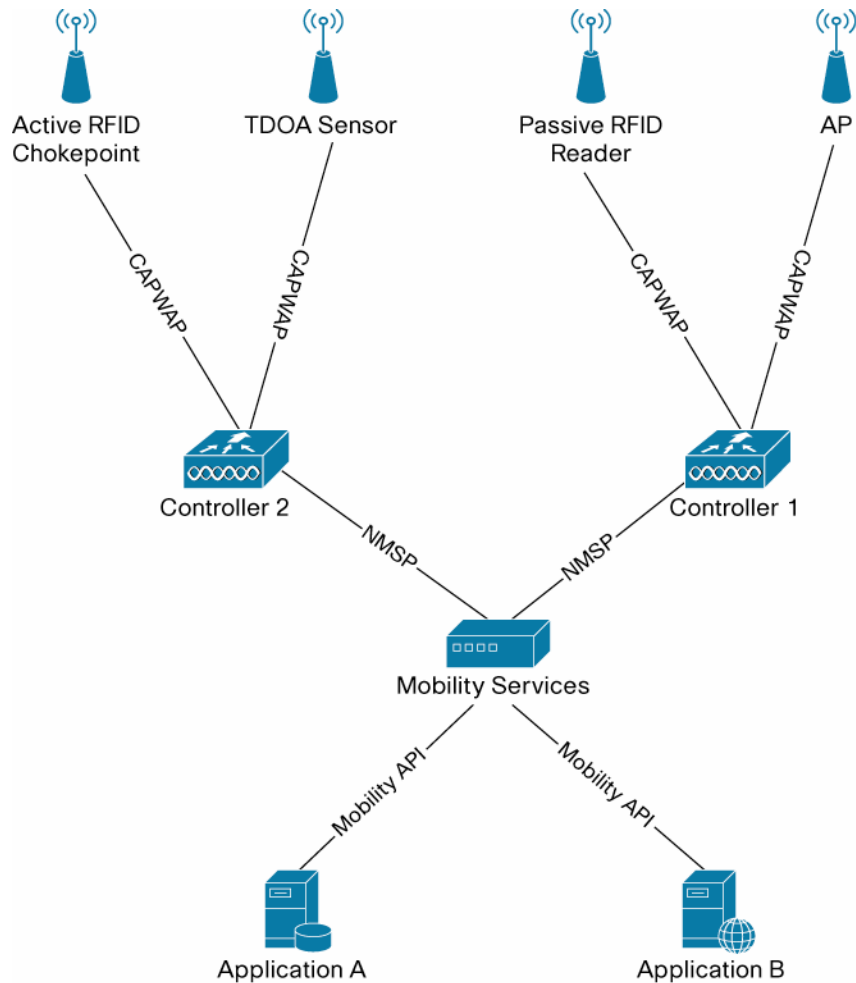 Active RFID
Chokepoint
TDOA Sensor
Passive RFID
Reader
AP
CAPWAP
CAPWAP
CAPWAP
CAPWAP
Controller 2
Controller 1
NMSP
NMSP
Mobility Services
Mobility API
Mobility API
Application A
Application B